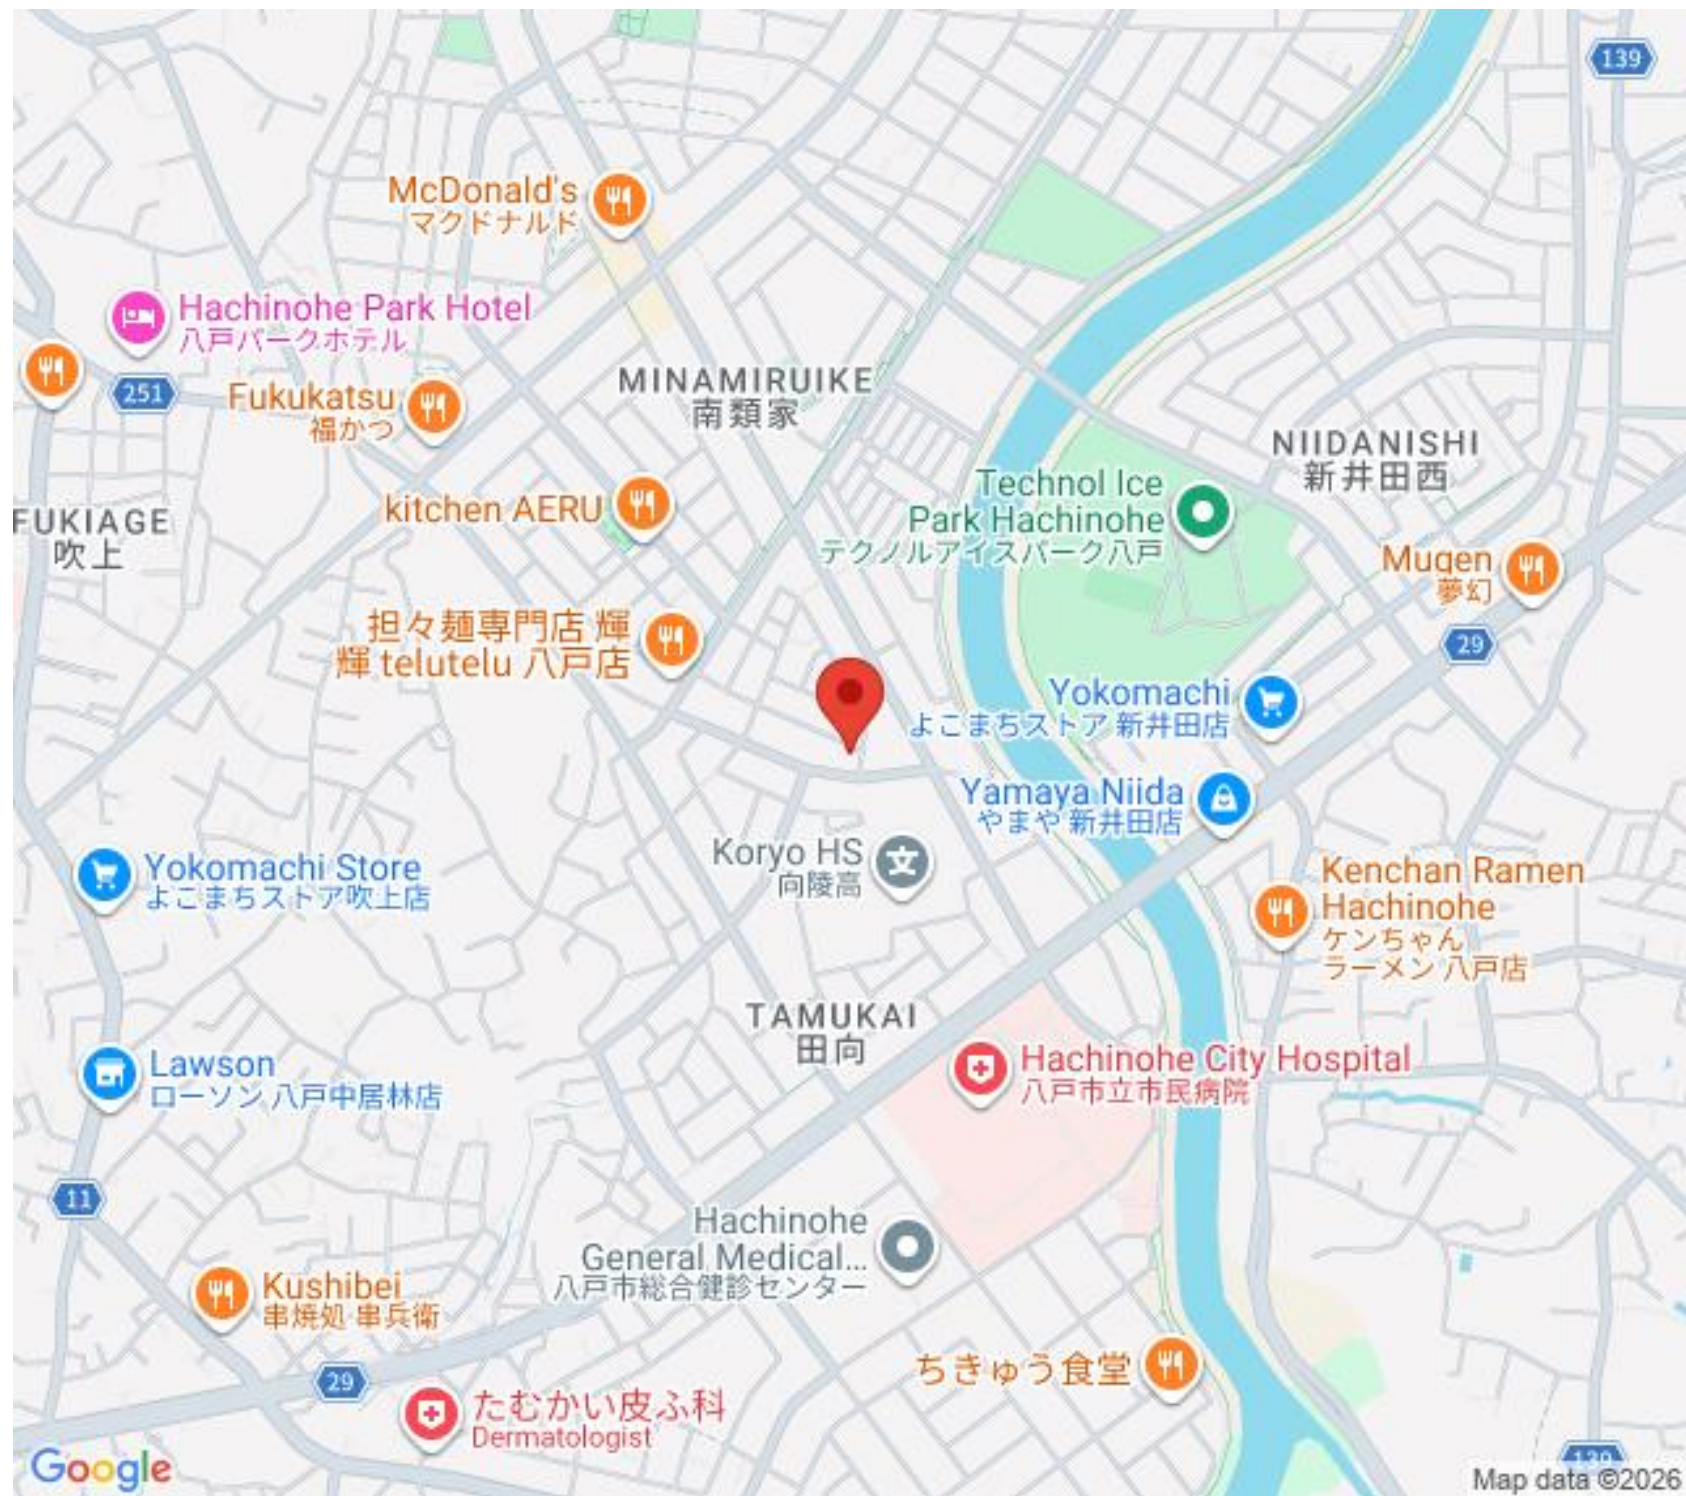 139
McDonald's
マクドナルド
Hachinohe Park Hotel
八戸パークホテル
251
Fukukatsu
福かつ
MINAMIRUIKE
南類家
NIIDANISHI
新井田西
kitchen AERU
Technol Ice
Park Hachinohe
テクノルアイスパーク八戸
FUKIAGE
吹上
Mugen
夢幻
29
担々麺専門店 輝
輝 telutelu 八戸店
Yokomachi
よこまちストア 新井田店
Yamaya Niida
やまや 新井田店
Koryo HS
文
向陵高
Yokomachi Store
よこまちストア吹上店
Kenchan Ramen
Hachinohe
ケンちゃん
ラーメン 八戸店
TAMUKAI
田向
Lawson
ローソン 八戸中居林店
Hachinohe City Hospital
八戸市立市民病院
11
Hachinohe
General Medical...
八戸市総合健診センター
Kushibei
串焼処 串兵衛
29
ちきゅう食堂
たむかい皮ふ科
Dermatologist
Google
139
Map data ©2026